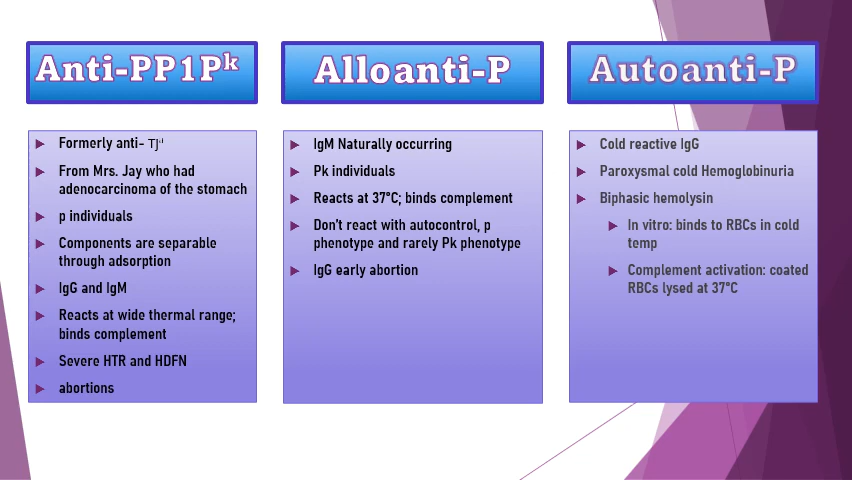 Anti-PP1Pᵏ
Formerly anti- Tjᵃ
From Mrs. Jay who had
adenocarcinoma of the stomach
p individuals
Components are separable
through adsorption
IgG and IgM
Reacts at wide thermal range;
binds complement
Severe HTR and HDFN
abortions
Alloanti-P
IgM Naturally occurring
Pk individuals
Reacts at 37°C; binds complement
Don't react with autocontrol, p
phenotype and rarely Pk phenotype
IgG early abortion
Autoanti-P
Cold reactive IgG
Paroxysmal cold Hemoglobinuria
Biphasic hemolysin
In vitro: binds to RBCs in cold
temp
Complement activation: coated
RBCs lysed at 37°C